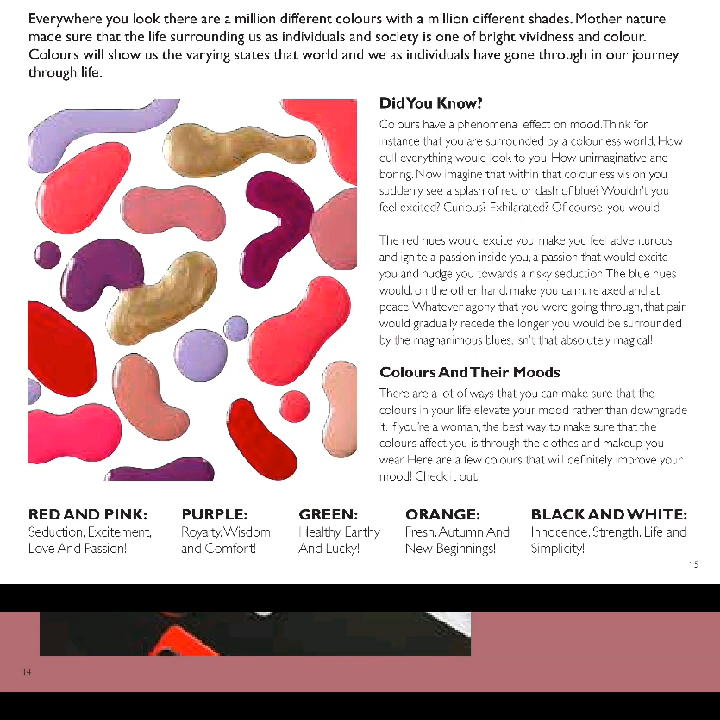 Everywhere you look there are a million different colours with a million different shades. Mother nature
made sure that the life surrounding us as individuals and society is one of bright vividness and colour.
Colours will show us the varying states that world and we as individuals have gone through in our journey
through life.
Did You Know?
Colours have a phenomenal effect on mood. Think for
instance that you are surrounded by a colourless world. How
dull everything would look to you. How unimaginative and
boring. Now imagine that within that colourless vision you
suddenly see a splash of red or dash of blue? Wouldn't you
feel excited? Curious? Exhilarated? Of course you would.
The red hues would excite you, make you feel adventurous
and ignite a passion inside you, a passion that would excite
you and nudge you towards a risky seduction. The blue hues
would, on the other hand, make you calm, relaxed and at
peace. Whatever agony that you were going through, that pain
would gradually recede the longer you would be surrounded
by the magnanimous blues. Isn't that absolutely magical!
Colours And Their Moods
There are a lot of ways that you can make sure that the
colours in your life elevate your mood rather than downgrade
it. If you're a woman, the best way to make sure that the
colours affect you is through the clothes and makeup you
wear. Here are a few colours that will definitely improve your
mood! Check it out.
RED AND PINK:
Seduction, Excitement,
Love And Passion!
PURPLE:
Royalty, Wisdom
and Comfort!
GREEN:
Healthy Earthy
And Lucky!
ORANGE:
Fresh, Autumn And
New Beginnings!
BLACK AND WHITE:
Innocence, Strength, Life and
Simplicity!
15
14